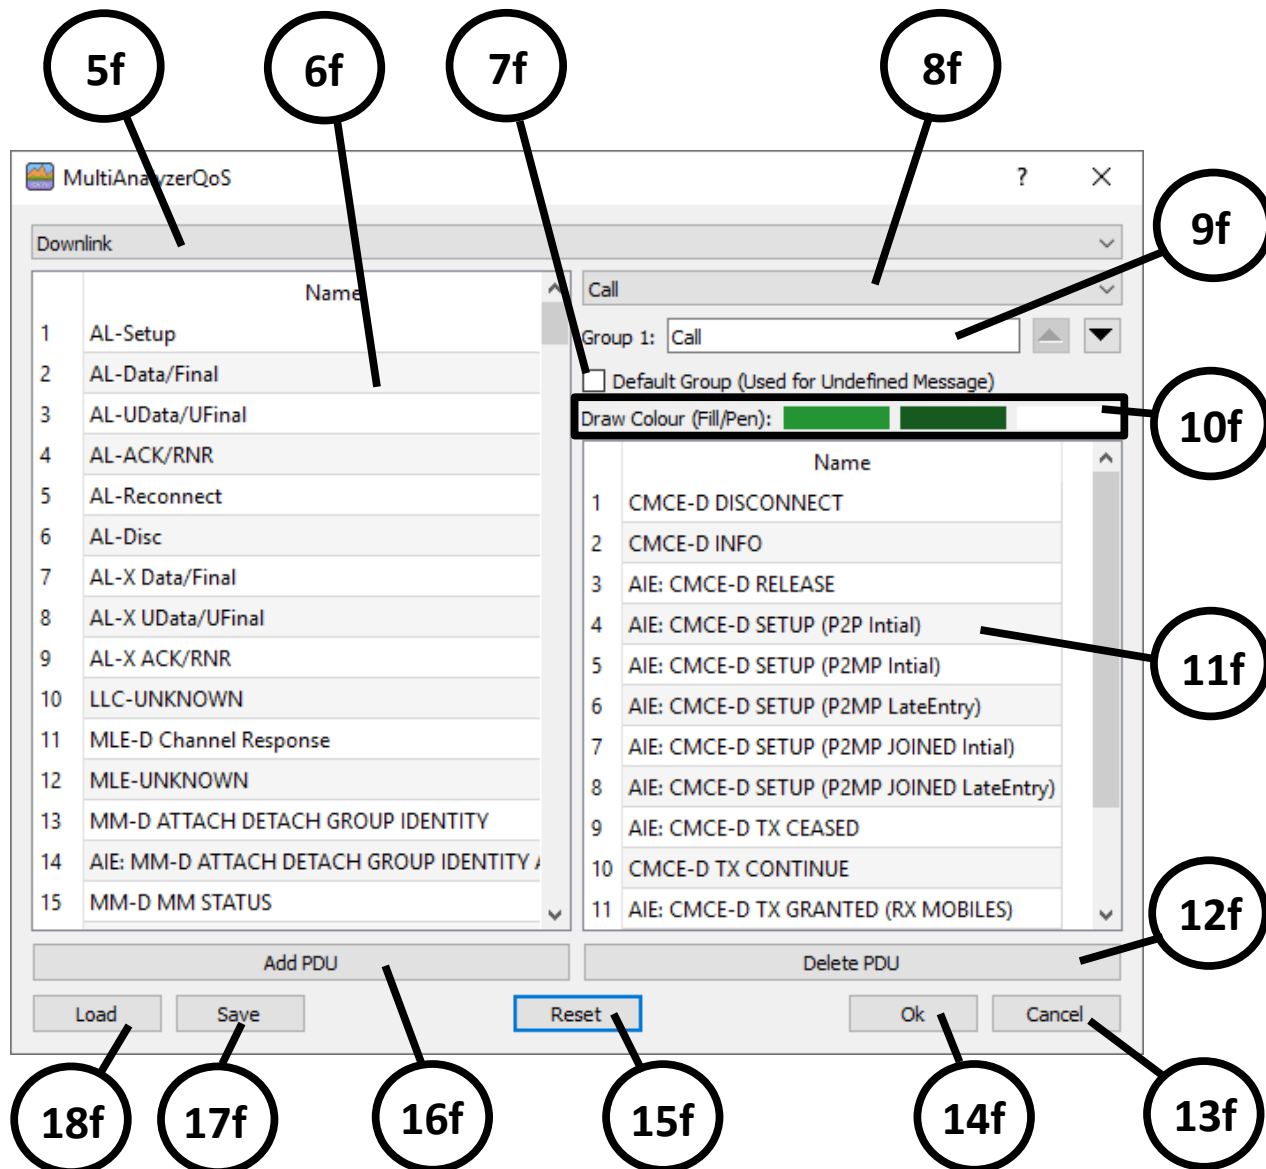 5f
6f
7f
8f
MultiAnalyzerQoS
?
9f
Downlink
Name
1 AL-Setup
2 AL-Data/Final
3 AL-UData/UFinal
4 AL-ACK/RNR
5 AL-Reconnect
6 AL-Disc
7 AL-X Data/Final
8 AL-X UData/UFinal
9 AL-X ACK/RNR
10 LLC-UNKNOWN
11 MLE-D Channel Response
12 MLE-UNKNOWN
13 MM-D ATTACH DETACH GROUP IDENTITY
14 AIE: MM-D ATTACH DETACH GROUP IDENTITY
15 MM-D MM STATUS
Call
Group 1: Call
Default Group (Used for Undefined Message)
Draw Colour (Fill/Pen):
10f
Name
1 CMCE-D DISCONNECT
2 CMCE-D INFO
3 AIE: CMCE-D RELEASE
4 AIE: CMCE-D SETUP (P2P Intial)
5 AIE: CMCE-D SETUP (P2MP Intial)
6 AIE: CMCE-D SETUP (P2MP LateEntry)
7 AIE: CMCE-D SETUP (P2MP JOINED Intial)
8 AIE: CMCE-D SETUP (P2MP JOINED LateEntry)
9 AIE: CMCE-D TX CEASED
10 CMCE-D TX CONTINUE
11 AIE: CMCE-D TX GRANTED (RX MOBILES)
11f
12f
Add PDU
Delete PDU
Load
Save
Reset
Ok
Cancel
18f
17f
16f
15f
14f
13f